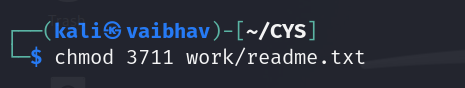 ┌──(kali㉿vaibhav)-[~/CYS]
└─$ chmod 3711 work/readme.txt